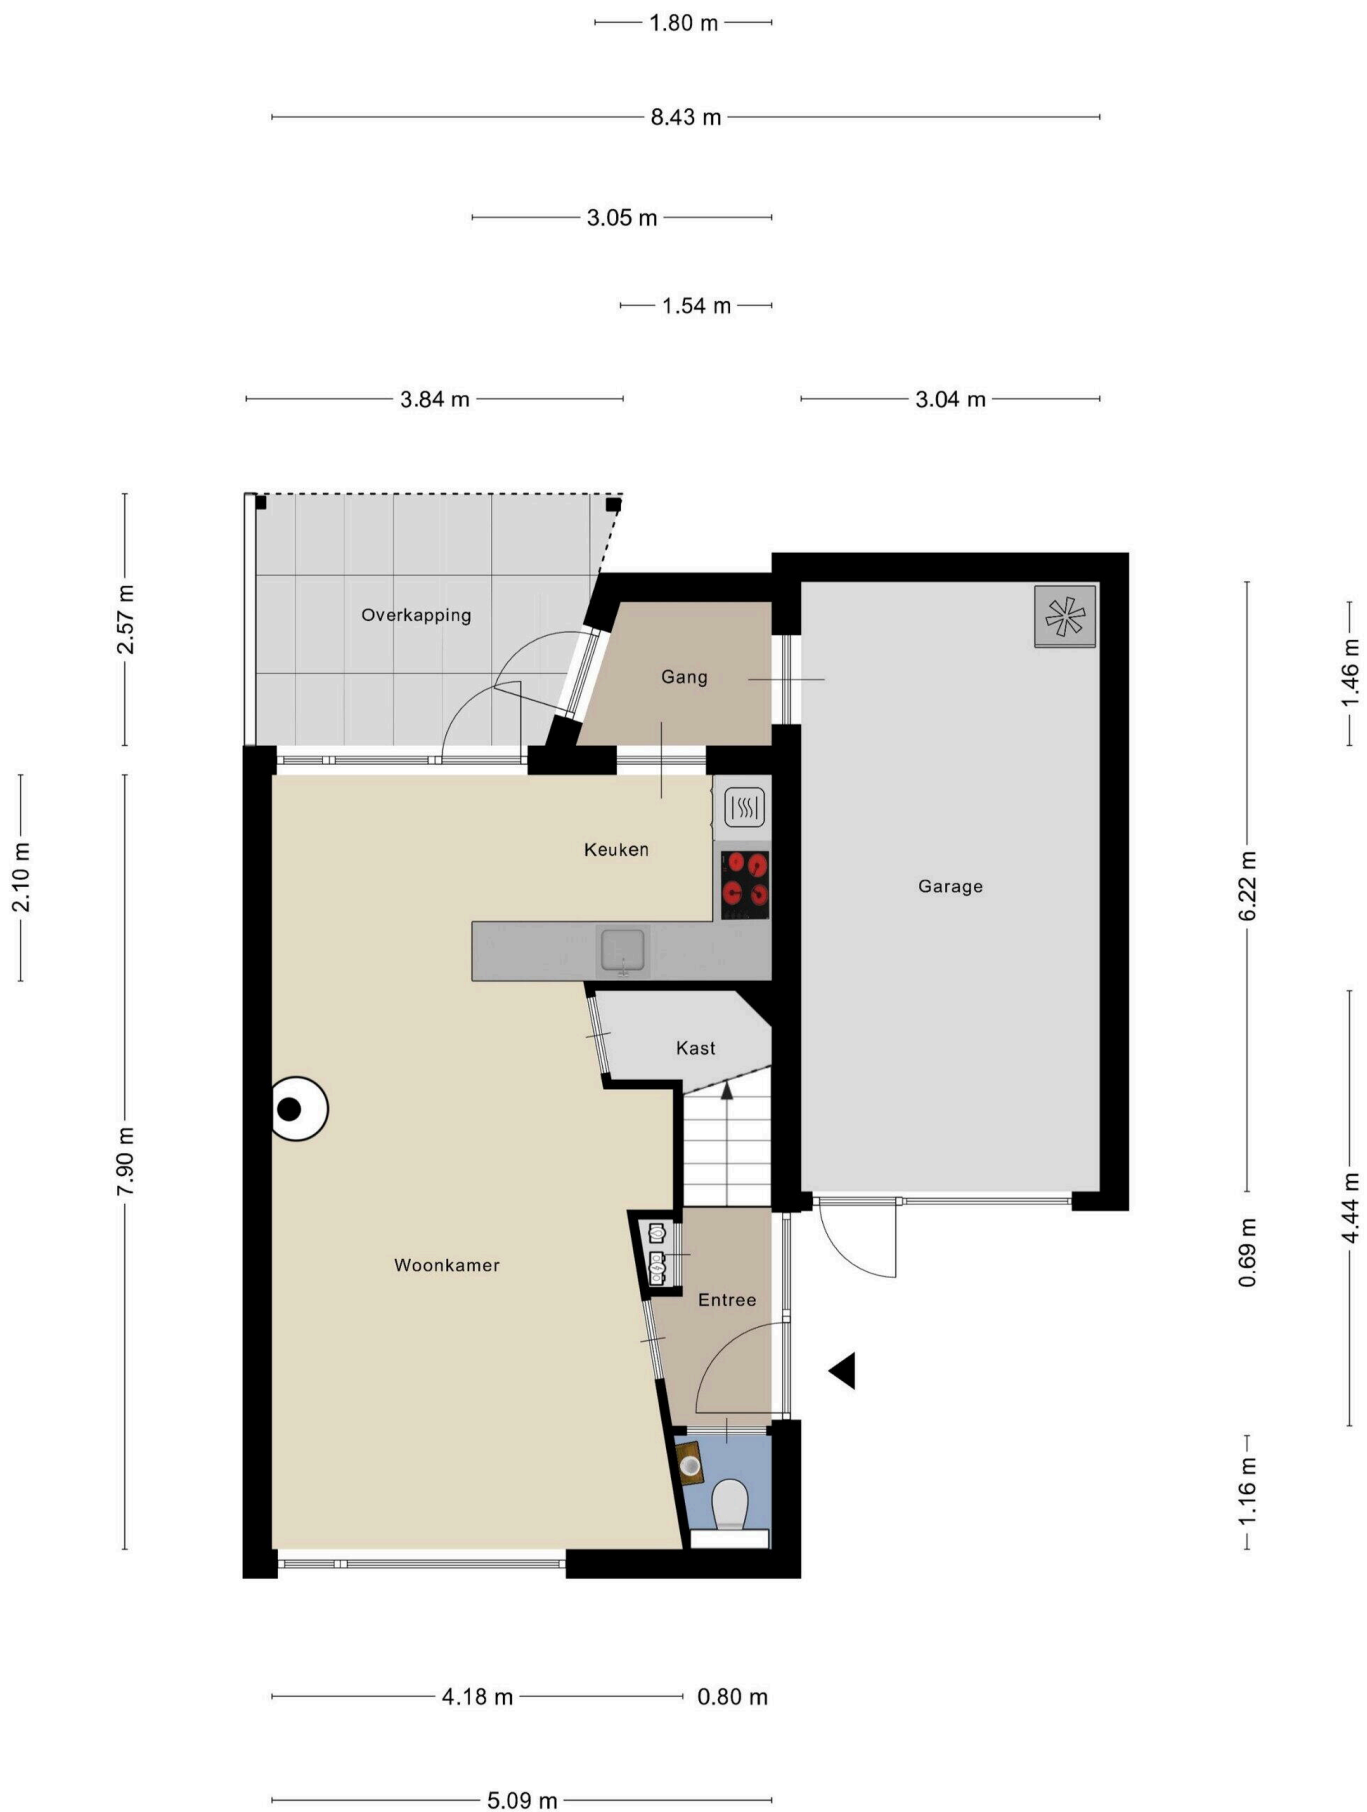 1.80 m
8.43 m
3.05 m
1.54 m
3.84 m
3.04 m
2.57 m
Overkapping
Gang
1.46 m
2.10 m
Keuken
Garage
6.22 m
Kast
7.90 m
4.44 m
Woonkamer
0.69 m
Entree
1.16 m
4.18 m
0.80 m
5.09 m